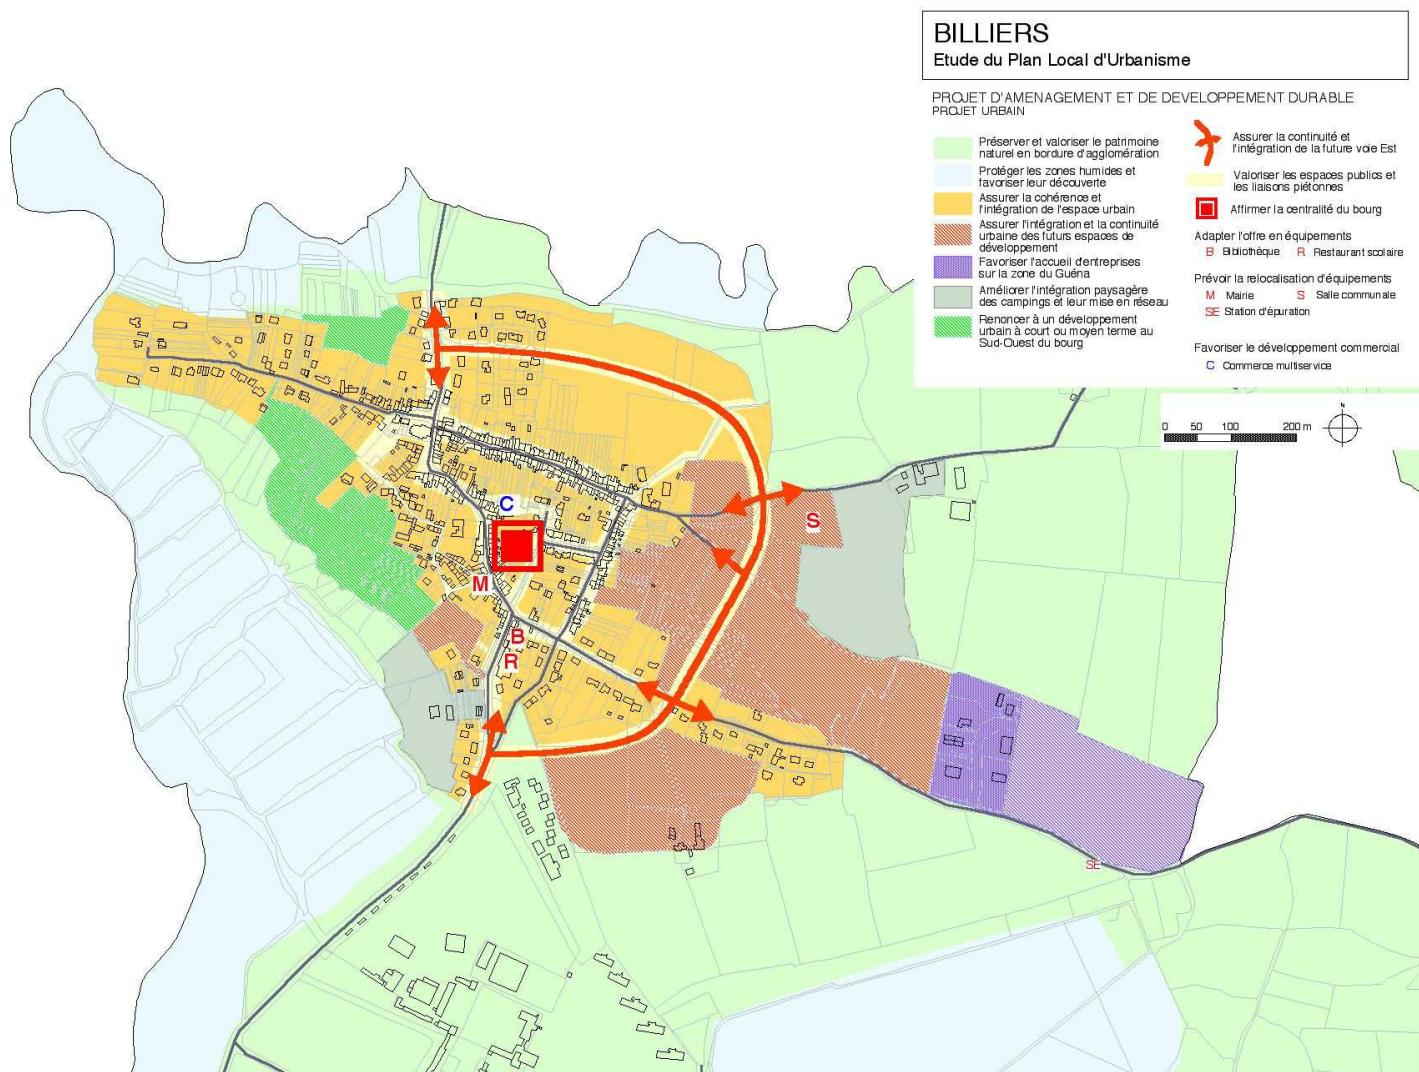 BILLIERS
Etude du Plan Local d'Urbanisme
PROJET D'AMENAGEMENT ET DE DEVELOPPEMENT DURABLE
PROJET URBAIN
Préserver et valoriser le patrimoine
naturel en bordure d'agglomération
Protéger les zones humides et
favoriser leur découverte
Assurer la cohérence et
l'intégration de l'espace urbain
Assurer l'intégration et la continuité
urbaine des futurs espaces de
développement
Favoriser l'accueil d'entreprises
sur la zone du Guéna
Améliorer l'intégration paysagère
des campings et leur mise en réseau
Renoncer à un développement
urbain à court ou moyen terme au
Sud-Ouest du bourg
Assurer la continuité et
l'intégration de la future voie Est
Valoriser les espaces publics et
les liaisons piétonnes
Affirmer la centralité du bourg
Adapter l'offre en équipements
B Bibliothèque R Restaurant scolaire
Prévoir la relocalisation d'équipements
M Mairie S Salle communale
SE Station d'épuration
Favoriser le développement commercial
C Commerce multiservice
N
0 50 100 200 m
C
S
M
B
R
SE